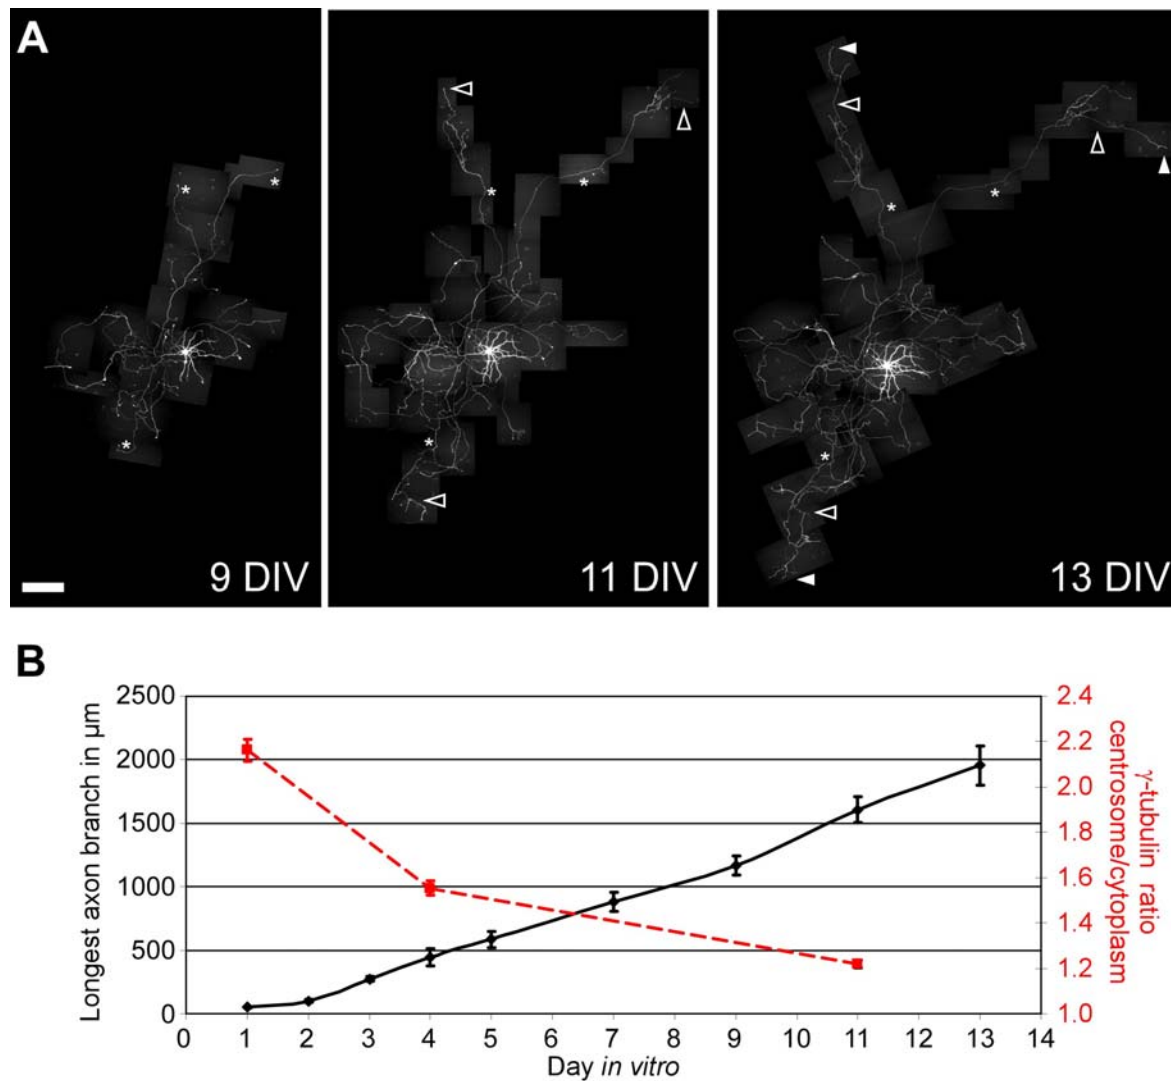 A
9 DIV
11 DIV
13 DIV
B
Longest axon branch in µm
2500
2000
1500
1000
500
0
2.4
2.2
2.0
1.8
1.6
1.4
1.2
1.0
γ-tubulin ratio
centrosome/cytoplasm
0 1 2 3 4 5 6 7 8 9 10 11 12 13 14
Day in vitro